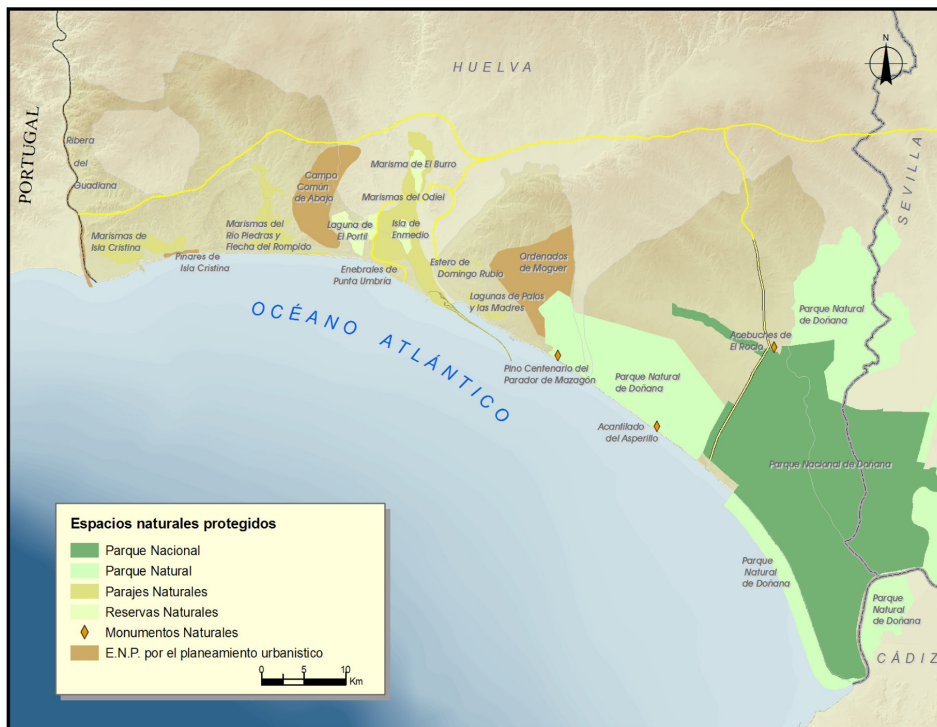 N
HUELVA
PORTUGAL
SEVILLA
Ribera
del
Guadiana
Campo
Común
de Abajo
Marisma de El Burro
Marismas del Odiel
Marismas de
Isla Cristina
Marismas del
Río Piedras y
Flecha del Rompido
Laguna de
El Portil
Isla de
Enmedio
Pinares de
Isla Cristina
Enebrales de
Punta Umbría
Estero de
Domingo Rubio
Ordenados
de Moguer
Lagunas de Palos
y las Madres
OCÉANO ATLÁNTICO
Pino Centenario del
Parador de Mazagón
Parque Natural
de Doñana
Acebuches de
El Rocío
Parque Natural
de Doñana
Acantilado
del Asperillo
Parque Nacional de Doñana
Parque
Natural
de Doñana
Parque
Natural
de Doñana
CÁDIZ
Espacios naturales protegidos
Parque Nacional
Parque Natural
Parajes Naturales
Reservas Naturales
Monumentos Naturales
E.N.P. por el planeamiento urbanistico
0 5 10
Km